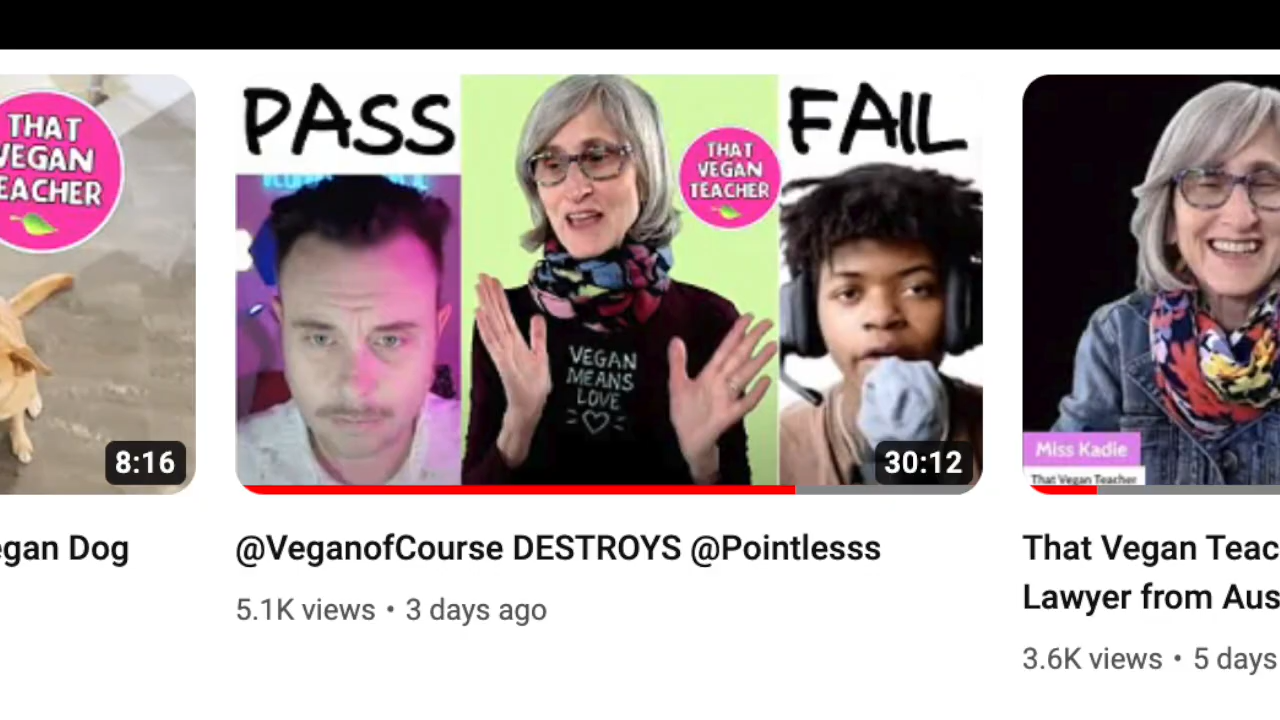 THAT
VEGAN
TEACHER
8:16
egan Dog
PASS
THAT
VEGAN
TEACHER
FAIL
VEGAN
MEANS
LOVE
30:12
@VeganofCourse DESTROYS @Pointlesss
5.1K views • 3 days ago
Miss Kadie
That Vegan Teacher
That Vegan Teac
Lawyer from Aus
3.6K views • 5 days